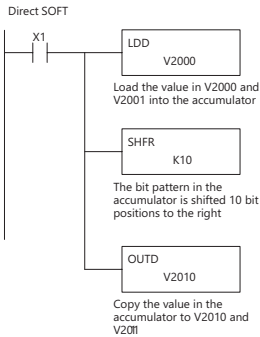 Direct SOFT
X1
LDD
V2000
Load the value in V2000 and
V2001 into the accumulator
SHFR
K10
The bit pattern in the
accumulator is shifted 10 bit
positions to the right
OUTD
V2010
Copy the value in the
accumulator to V2010 and
V2011